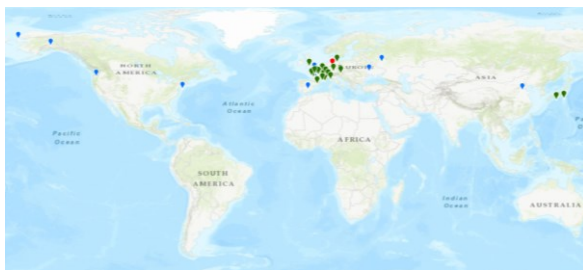 NORTH
AMERICA
ASIA
Atlantic
Ocean
Pacific
Ocean
AFRICA
SOUTH
AMERICA
Indian
Ocean
AUSTRALIA